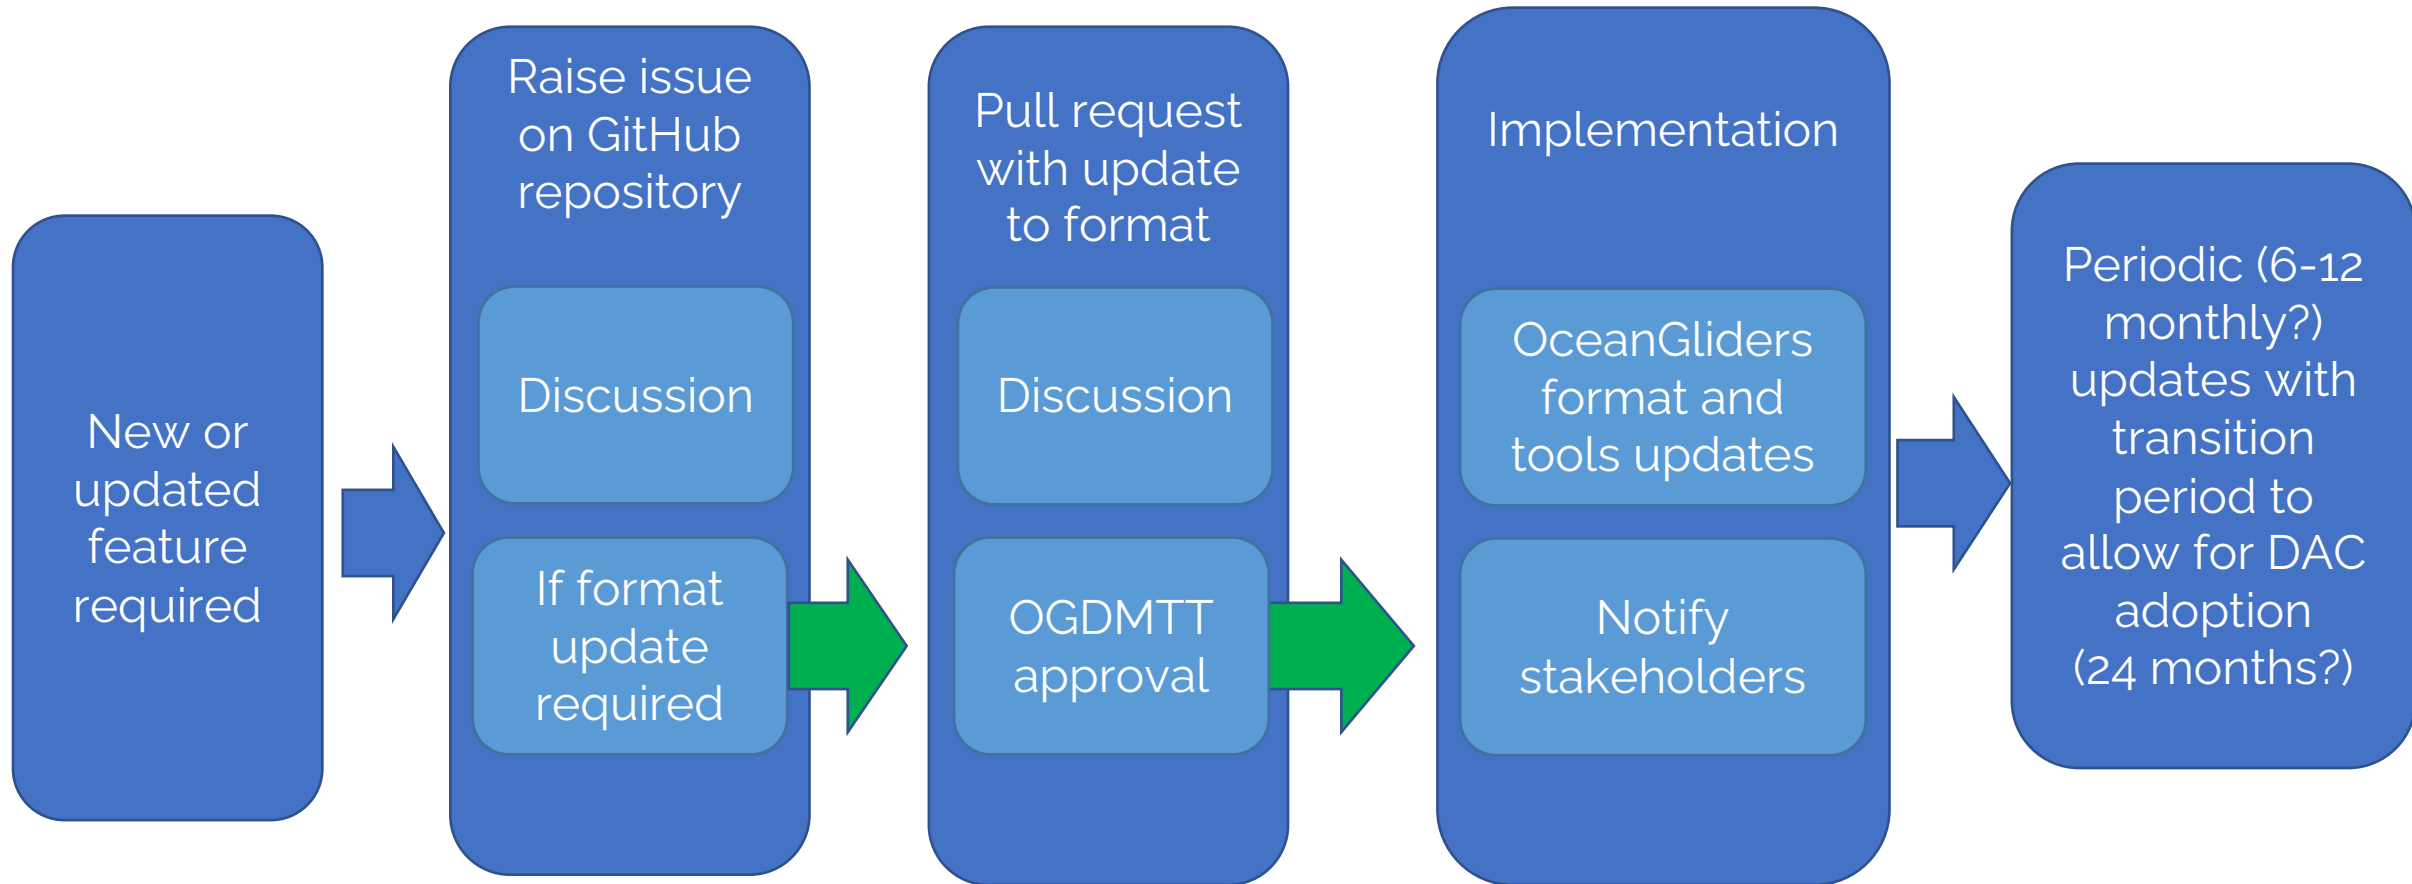 New or
updated
feature
required
Raise issue
on GitHub
repository
Discussion
If format
update
required
Pull request
with update
to format
Discussion
OGDMTT
approval
Implementation
OceanGliders
format and
tools updates
Notify
stakeholders
Periodic (6-12
monthly?)
updates with
transition
period to
allow for DAC
adoption
(24 months?)